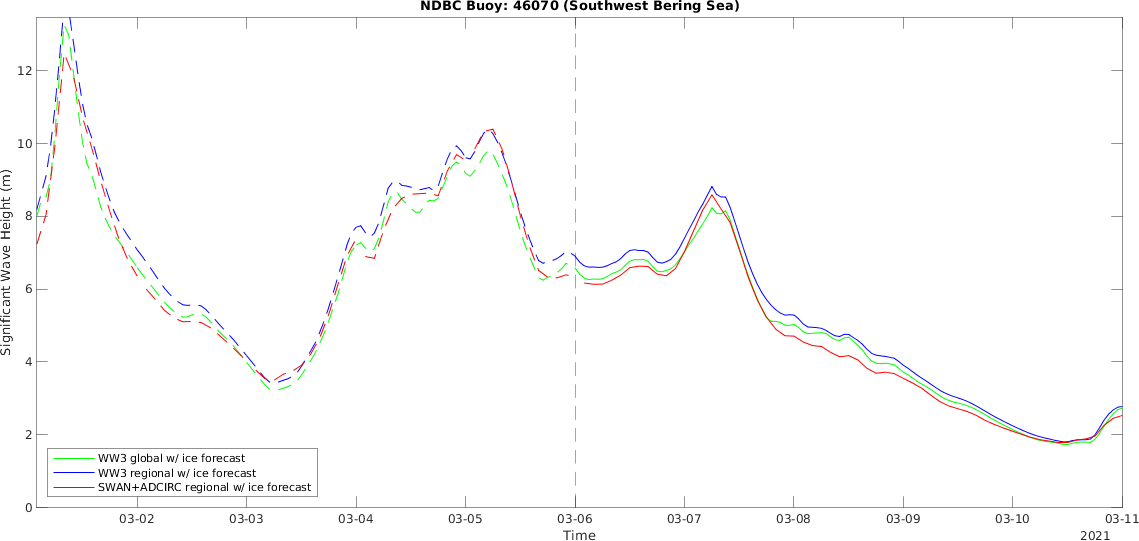 NDBC Buoy: 46070 (Southwest Bering Sea)
Significant Wave Height (m)
12
10
8
6
4
2
0
WW3 global w/ ice forecast
WW3 regional w/ ice forecast
SWAN+ADCIRC regional w/ ice forecast
03-02 03-03 03-04 03-05 03-06 03-07 03-08 03-09 03-10 03-11
Time
2021